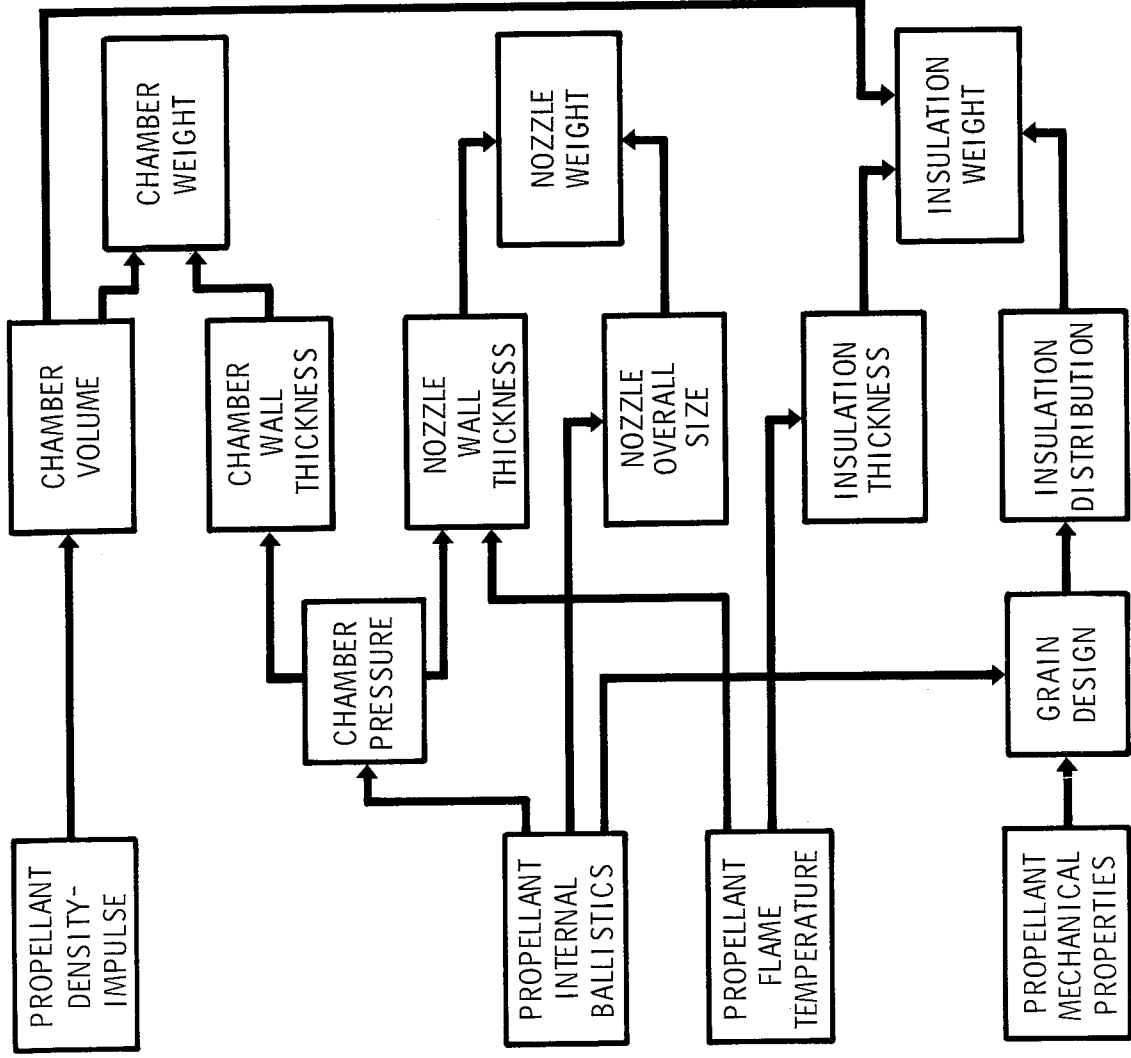 PROPELLANT
DENSITY-
IMPULSE
PROPELLANT
INTERNAL
BALLISTICS
PROPELLANT
FLAME
TEMPERATURE
PROPELLANT
MECHANICAL
PROPERTIES
CHAMBER
PRESSURE
GRAIN
DESIGN
CHAMBER
VOLUME
CHAMBER
WALL
THICKNESS
NOZZLE
WALL
THICKNESS
NOZZLE
OVERALL
SIZE
INSULATION
THICKNESS
INSULATION
DISTRIBUTION
CHAMBER
WEIGHT
NOZZLE
WEIGHT
INSULATION
WEIGHT